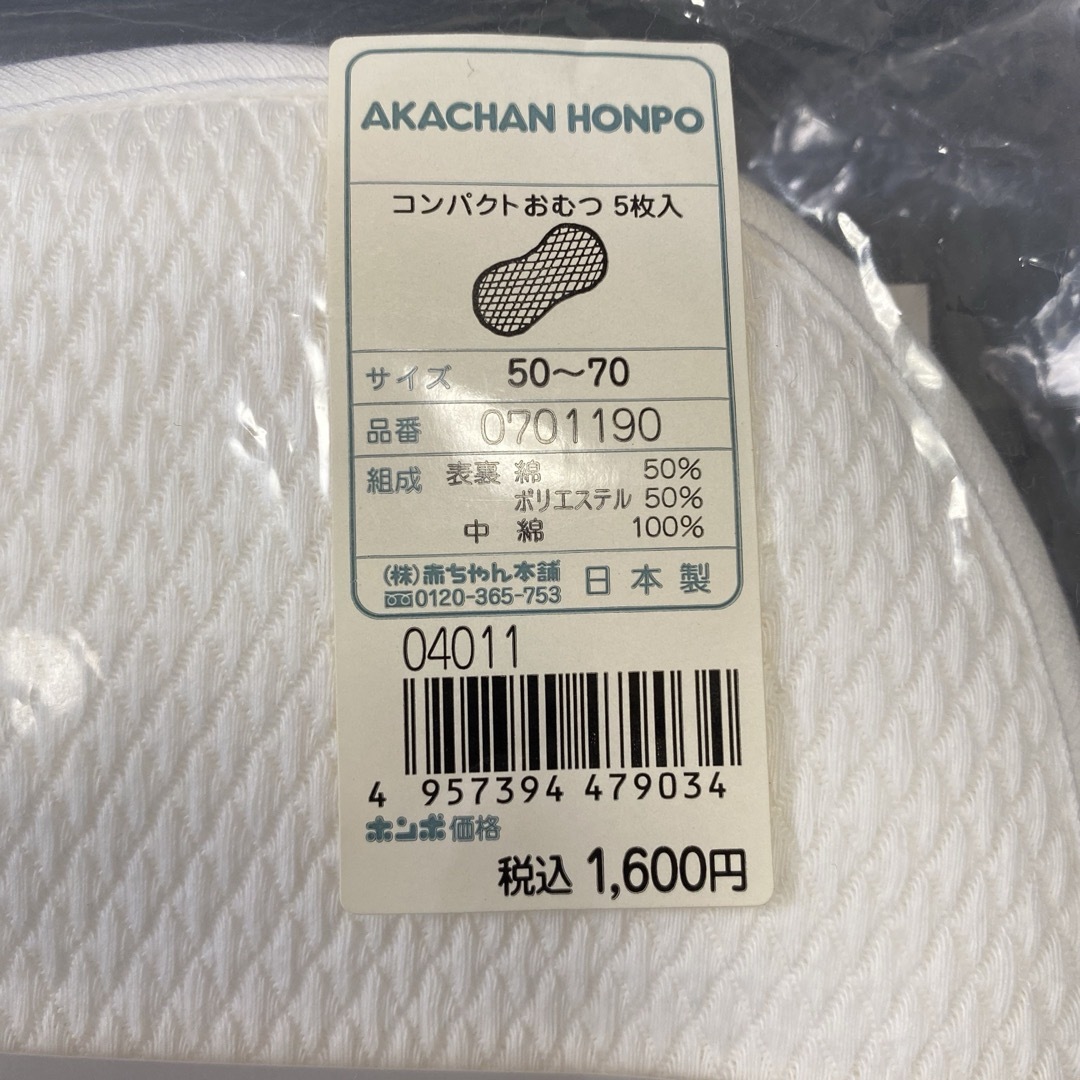 AKACHAN HONPO
コンパクトおむつ 5枚入
サイズ 50〜70
品番 0701190
組成 表裏 綿 50%
ポリエステル 50%
中 綿 100%
(株)赤ちゃん本舗 日本製
0120-365-753
04011
4 957394 479034
ホンポ価格
税込 1,600円